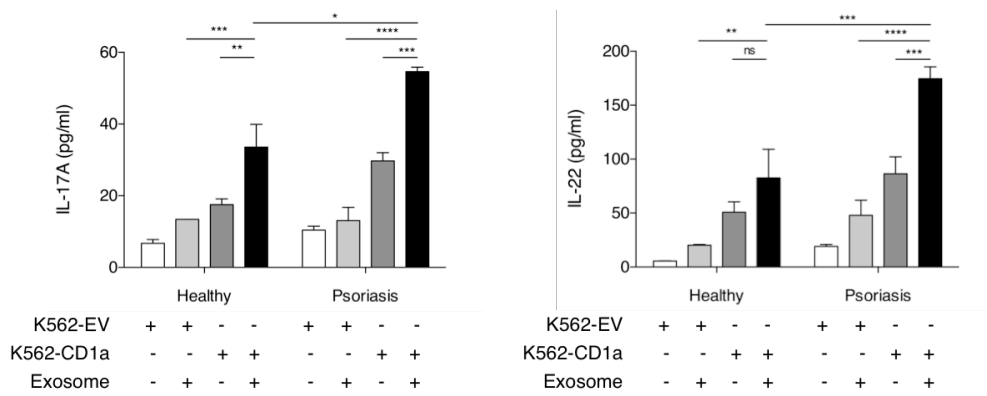 * ***
*** **** ** ****
** *** ns ***
60 200
40 150
20 100
0 50
0
IL-17A (pg/ml) IL-22 (pg/ml)
Healthy Psoriasis Healthy Psoriasis
K562-EV + + - - + + - - K562-EV + + - - + + - -
K562-CD1a - - + + - - + + K562-CD1a - - + + - - + +
Exosome - + - + - + - + Exosome - + - + - + - +